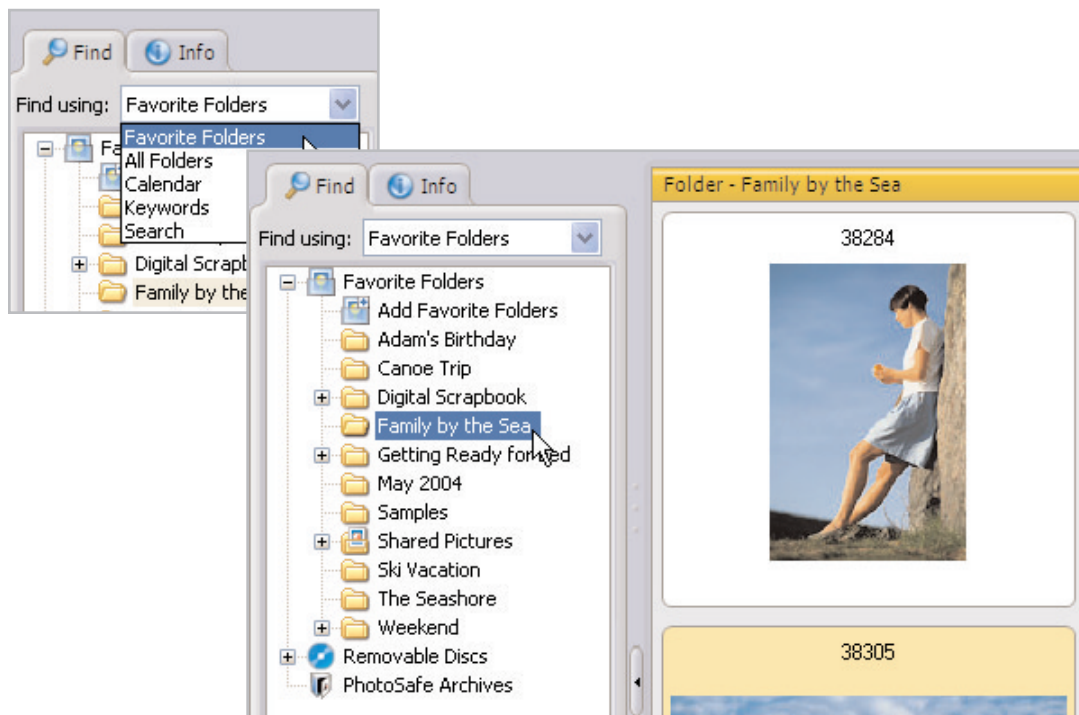 Find Info
Find using: Favorite Folders
Favorite Folders
All Folders
Calendar
Keywords
Search
Family by the
Find Info
Find using: Favorite Folders
Favorite Folders
Add Favorite Folders
Adam's Birthday
Canoe Trip
Digital Scrapbook
Family by the Sea
Getting Ready for
May 2004
Samples
Shared Pictures
Ski Vacation
The Seashore
Weekend
Removable Discs
PhotoSafe Archives
Folder - Family by the Sea
38284
38305